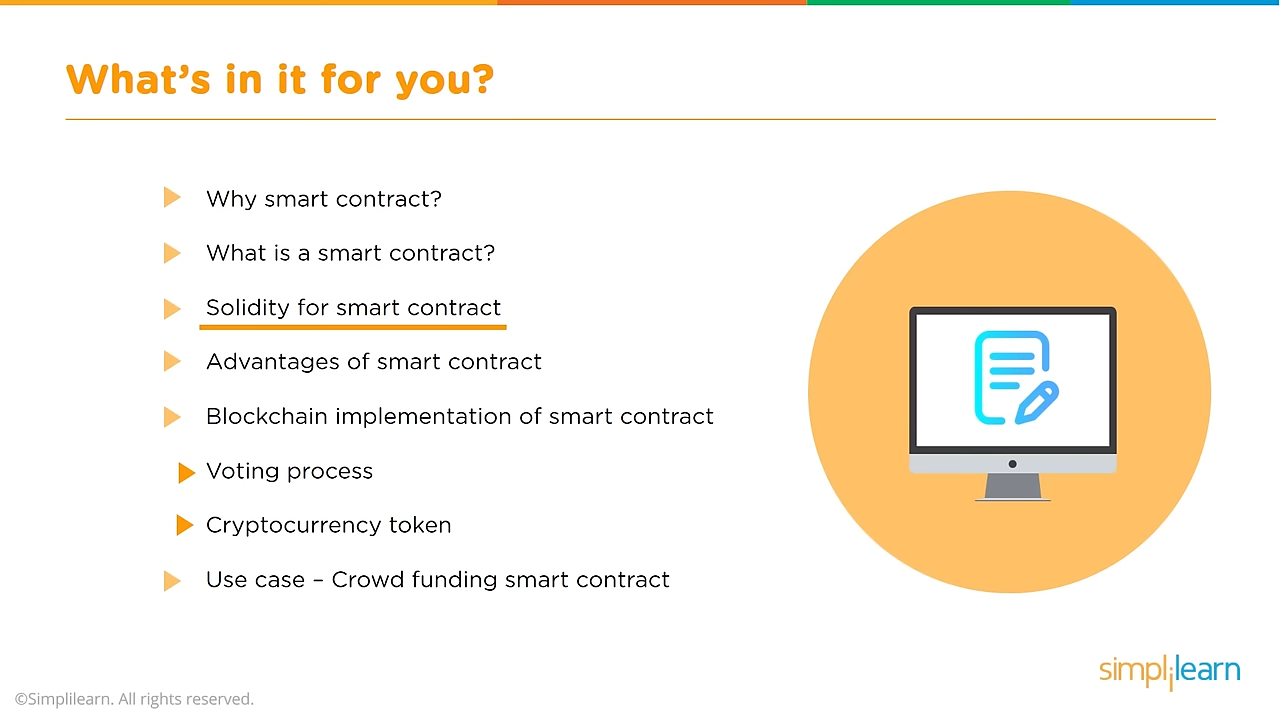 What's in it for you?
Why smart contract?
What is a smart contract?
Solidity for smart contract
Advantages of smart contract
Blockchain implementation of smart contract
Voting process
Cryptocurrency token
Use case – Crowd funding smart contract
simplilearn
©Simplilearn. All rights reserved.